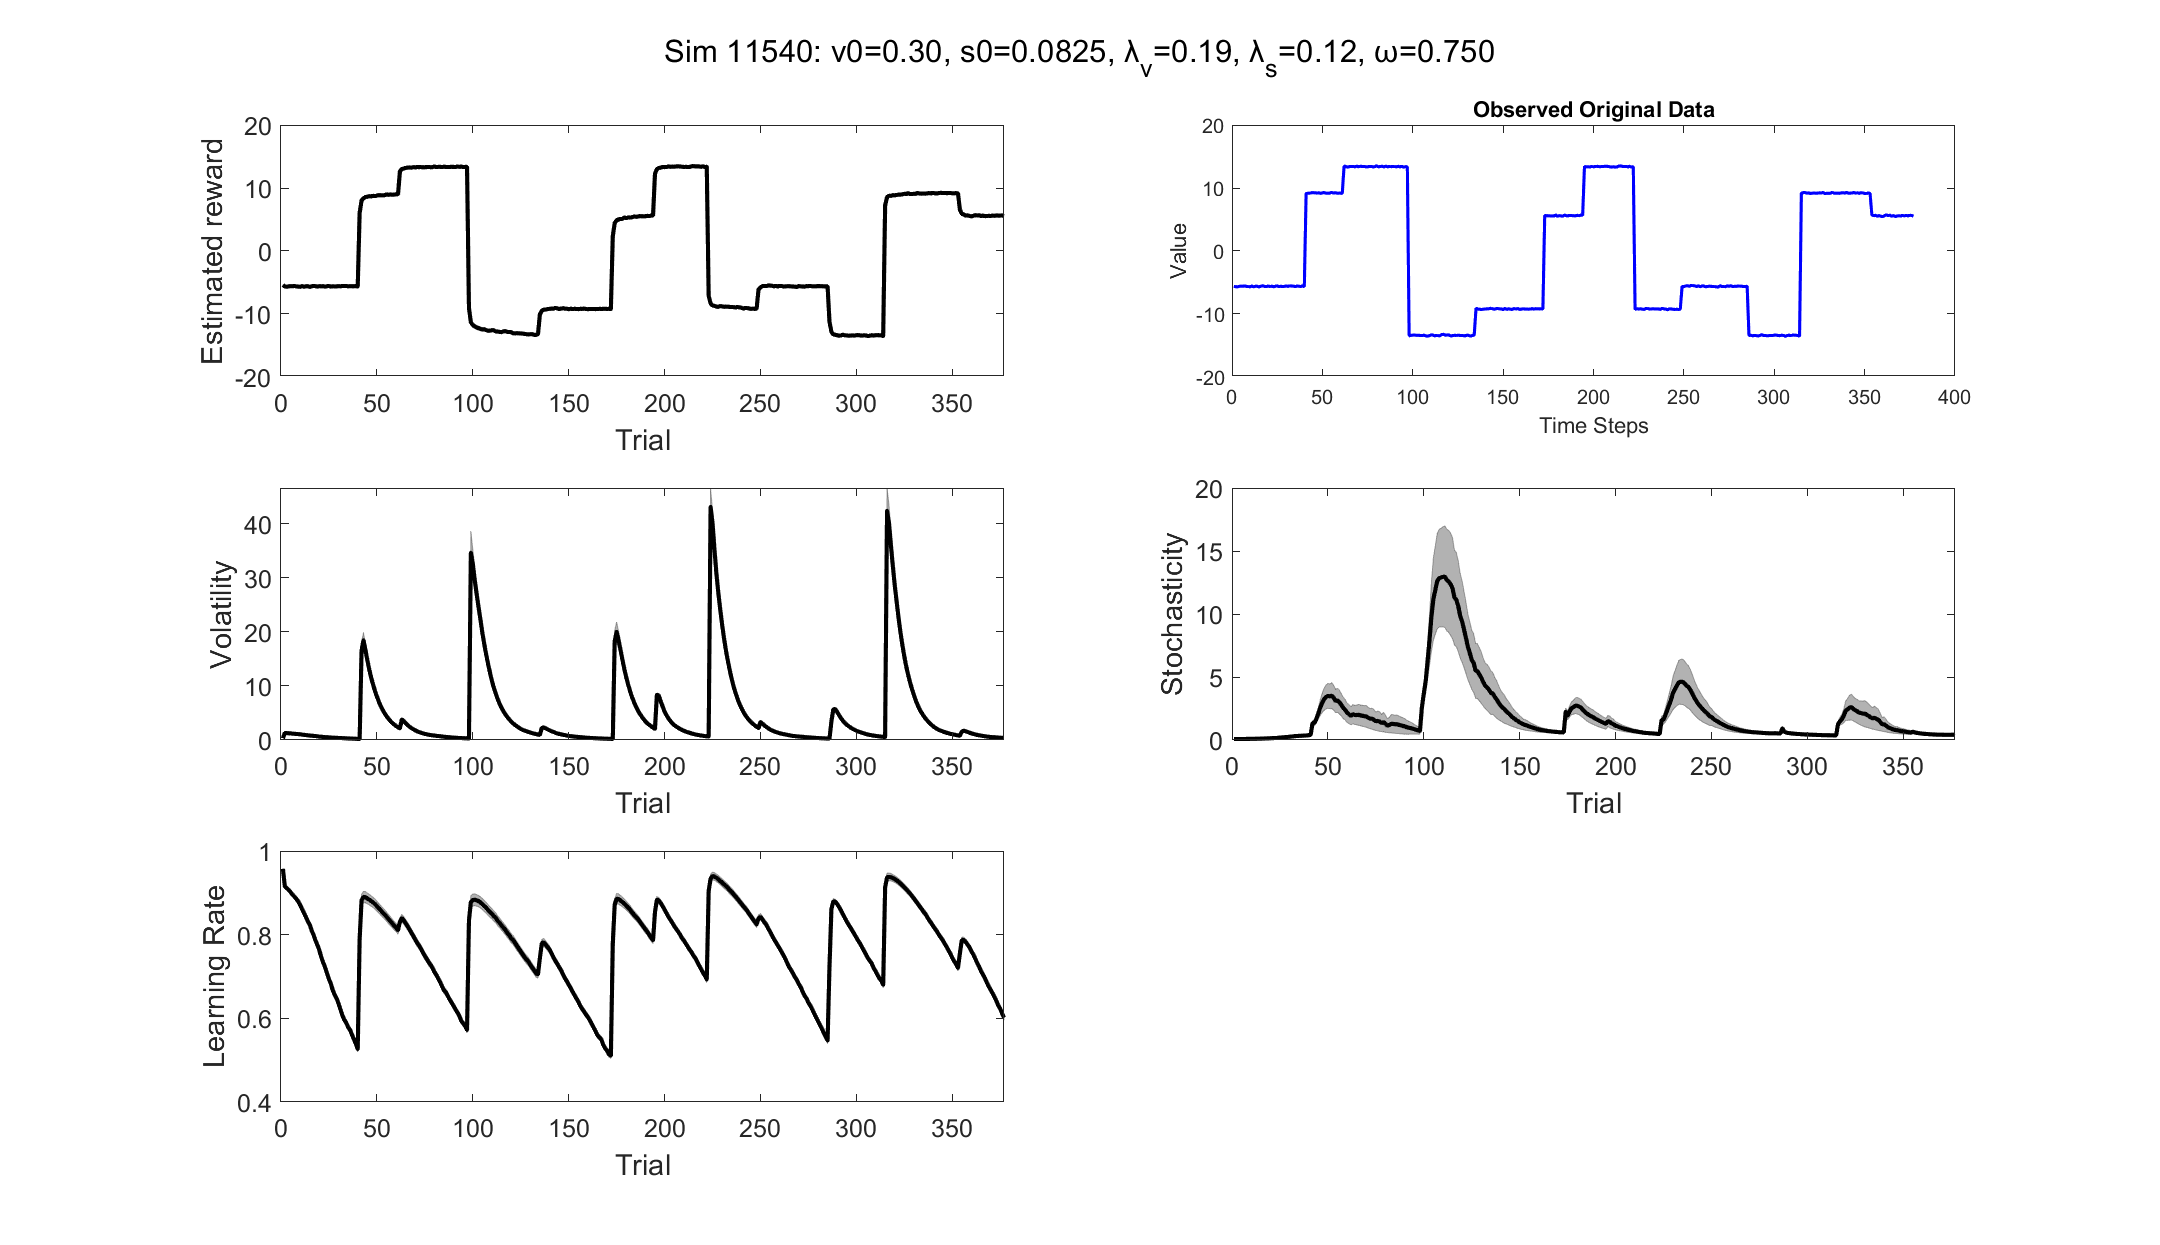 Sim 11540: v0=0.30, s0=0.0825, λ_v=0.19, λ_s=0.12, ω=0.750
Estimated reward
20
10
0
-10
-20
0 50 100 150 200 250 300 350
Trial
Observed Original Data
Value
20
10
0
-10
-20
0 50 100 150 200 250 300 350 400
Time Steps
Volatility
40
30
20
10
0
0 50 100 150 200 250 300 350
Trial
Stochasticity
20
15
10
5
0
0 50 100 150 200 250 300 350
Trial
Learning Rate
1
0.8
0.6
0.4
0 50 100 150 200 250 300 350
Trial